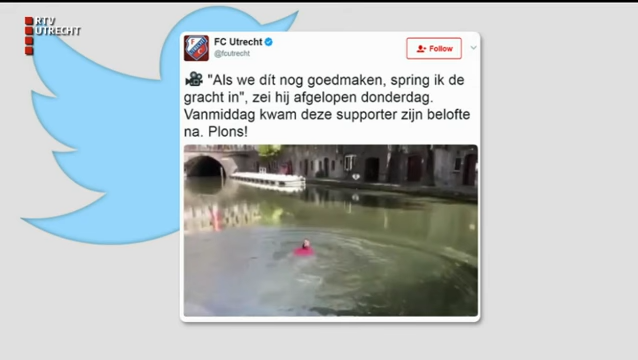 RTV
UTRECHT
FC Utrecht
@fcutrecht
Follow
"Als we dít nog goedmaken, spring ik de
gracht in", zei hij afgelopen donderdag.
Vanmiddag kwam deze supporter zijn belofte
na. Plons!